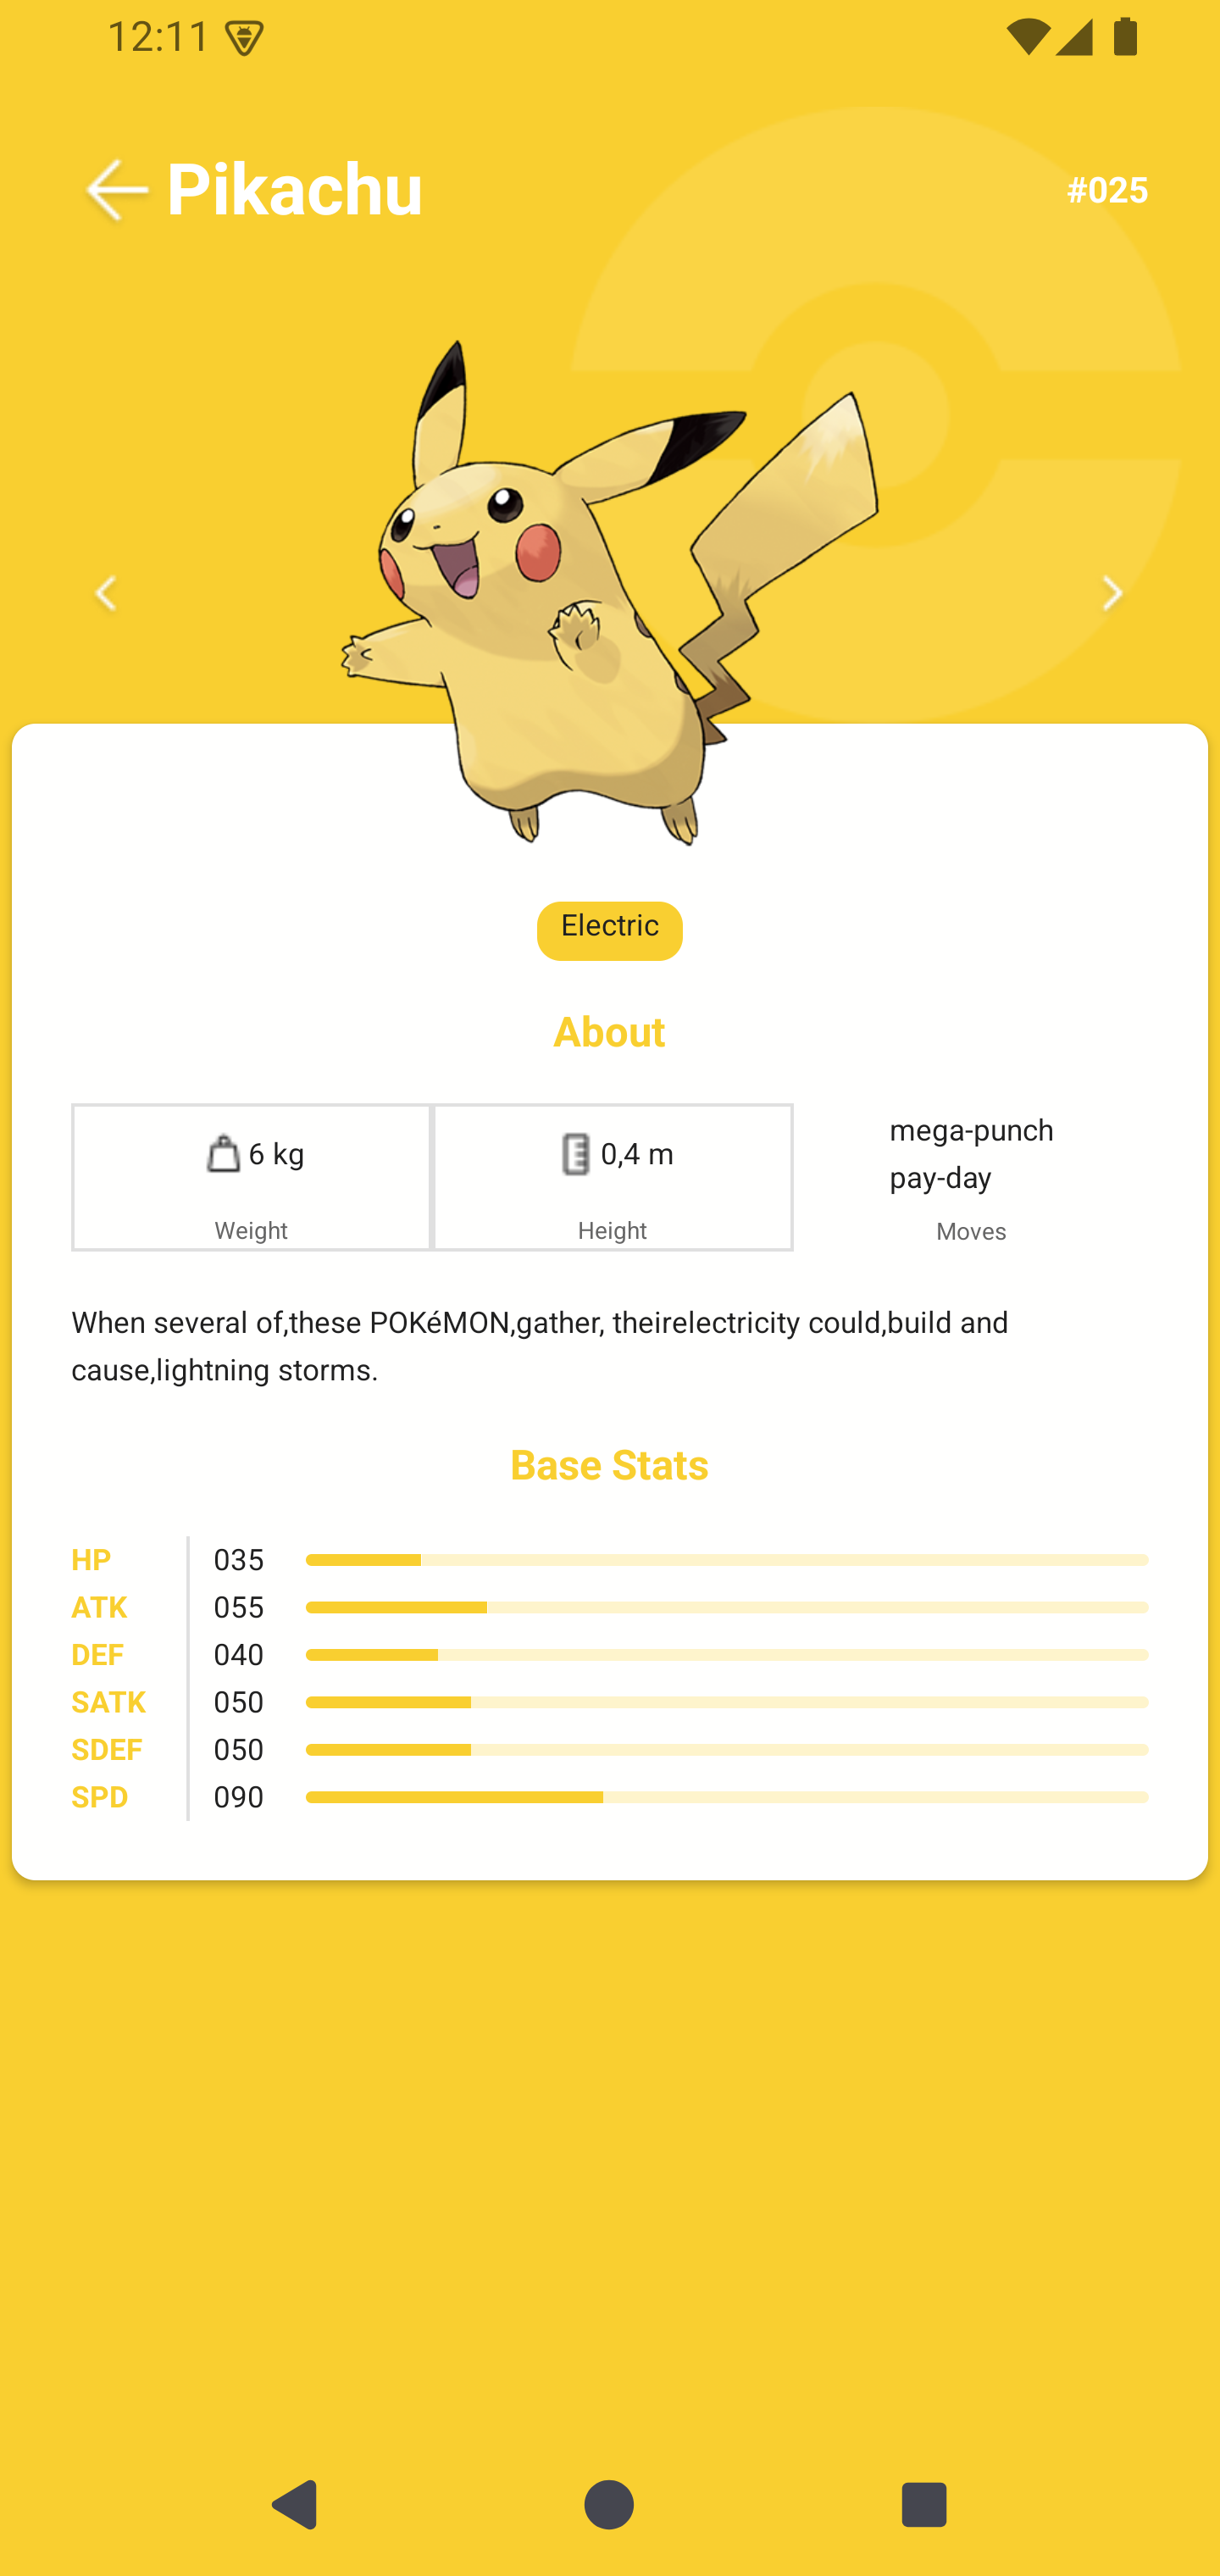 12:11
Pikachu
#025
Electric
About
6 kg
Weight
0,4 m
Height
mega-punch
pay-day
Moves
When several of,these POKéMON,gather, theirelectricity could,build and
cause,lightning storms.
Base Stats
HP 035
ATK 055
DEF 040
SATK 050
SDEF 050
SPD 090